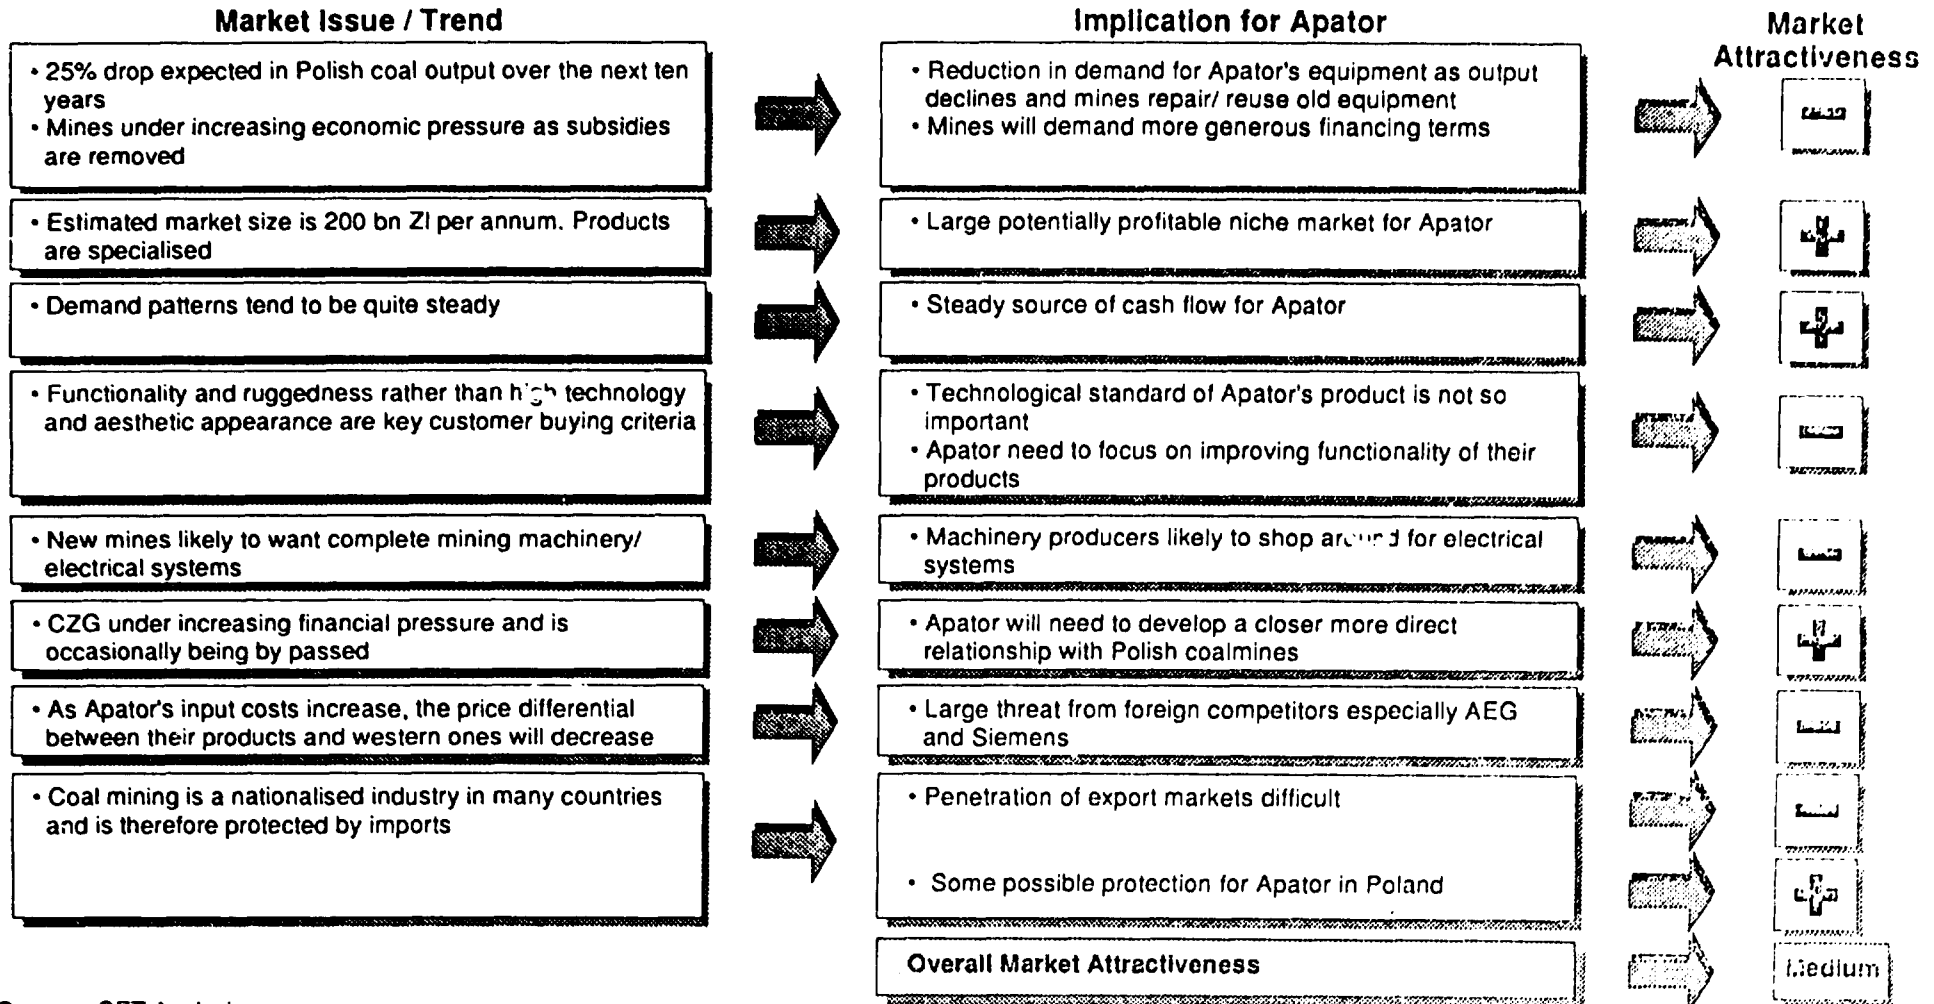 Market Issue / Trend
Implication for Apator
Market
Attractiveness
• 25% drop expected in Polish coal output over the next ten
years
• Mines under increasing economic pressure as subsidies
are removed
• Reduction in demand for Apator's equipment as output
declines and mines repair/ reuse old equipment
• Mines will demand more generous financing terms
−
• Estimated market size is 200 bn Zl per annum. Products
are specialised
• Large potentially profitable niche market for Apator
+
• Demand patterns tend to be quite steady
• Steady source of cash flow for Apator
+
• Functionality and ruggedness rather than high technology
and aesthetic appearance are key customer buying criteria
• Technological standard of Apator's product is not so
important
• Apator need to focus on improving functionality of their
products
−
• New mines likely to want complete mining machinery/
electrical systems
• Machinery producers likely to shop around for electrical
systems
−
• CZG under increasing financial pressure and is
occasionally being by passed
• Apator will need to develop a closer more direct
relationship with Polish coalmines
+
• As Apator's input costs increase, the price differential
between their products and western ones will decrease
• Large threat from foreign competitors especially AEG
and Siemens
−
• Coal mining is a nationalised industry in many countries
and is therefore protected by imports
• Penetration of export markets difficult
−
• Some possible protection for Apator in Poland
+
Overall Market Attractiveness
Medium